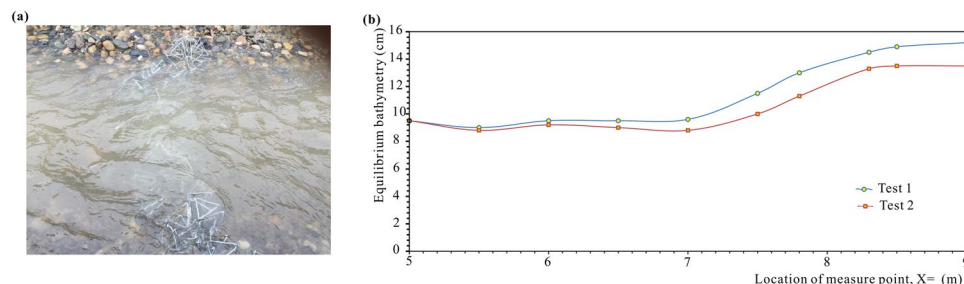 (a)
(b)
Equilibrium bathymetry (cm)
16
14
12
10
8
6
4
2
0
5
6
7
8
9
Test 1
Test 2
Location of measure point, X= (m)